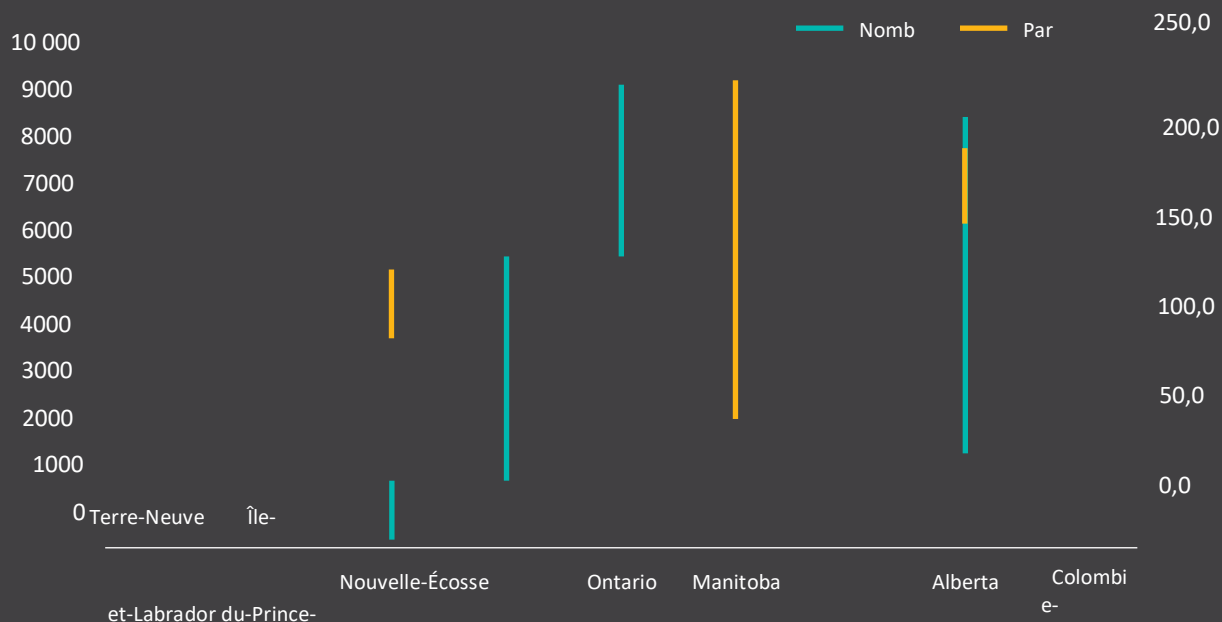 Nomb
Par
10 000
9000
8000
7000
6000
5000
4000
3000
2000
1000
0
250,0
200,0
150,0
100,0
50,0
0,0
Terre-Neuve Île-
et-Labrador du-Prince-
Nouvelle-Écosse
Ontario
Manitoba
Alberta
Colombi
e-